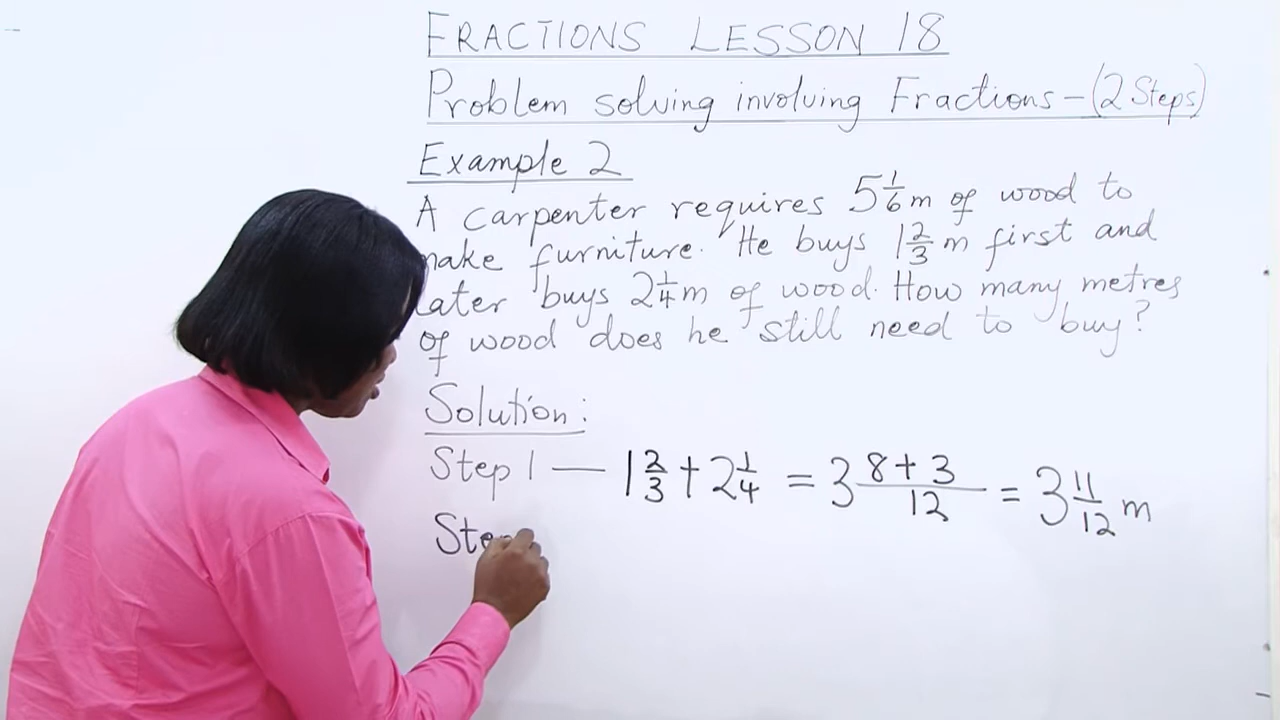 FRACTIONS LESSON 18
Problem solving involving Fractions - (2 Steps)
Example 2
A carpenter requires 5 1/6 m of wood to
make furniture. He buys 1 2/3 m first and
later buys 2 1/4 m of wood. How many metres
of wood does he still need to buy?
Solution:
Step 1 — 1 2/3 + 2 1/4 = 3 (8+3)/12 = 3 11/12 m
Ste